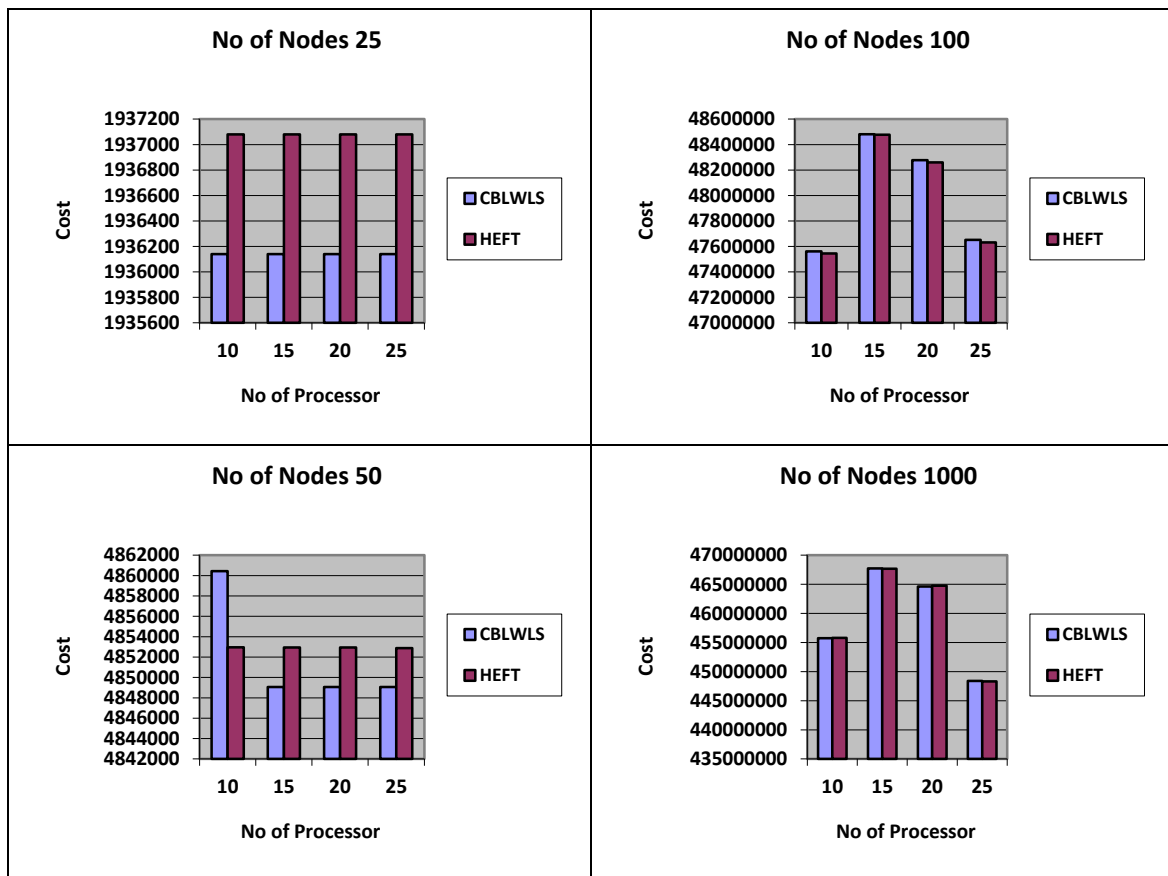 No of Nodes 25
1937200
1937000
1936800
1936600
1936400
1936200
1936000
1935800
1935600
Cost
10 15 20 25
No of Processor
CBLWLS
HEFT
No of Nodes 100
48600000
48400000
48200000
48000000
47800000
47600000
47400000
47200000
47000000
Cost
10 15 20 25
No of Processor
CBLWLS
HEFT
No of Nodes 50
4862000
4860000
4858000
4856000
4854000
4852000
4850000
4848000
4846000
4844000
4842000
Cost
10 15 20 25
No of Processor
CBLWLS
HEFT
No of Nodes 1000
470000000
465000000
460000000
455000000
450000000
445000000
440000000
435000000
Cost
10 15 20 25
No of Processor
CBLWLS
HEFT